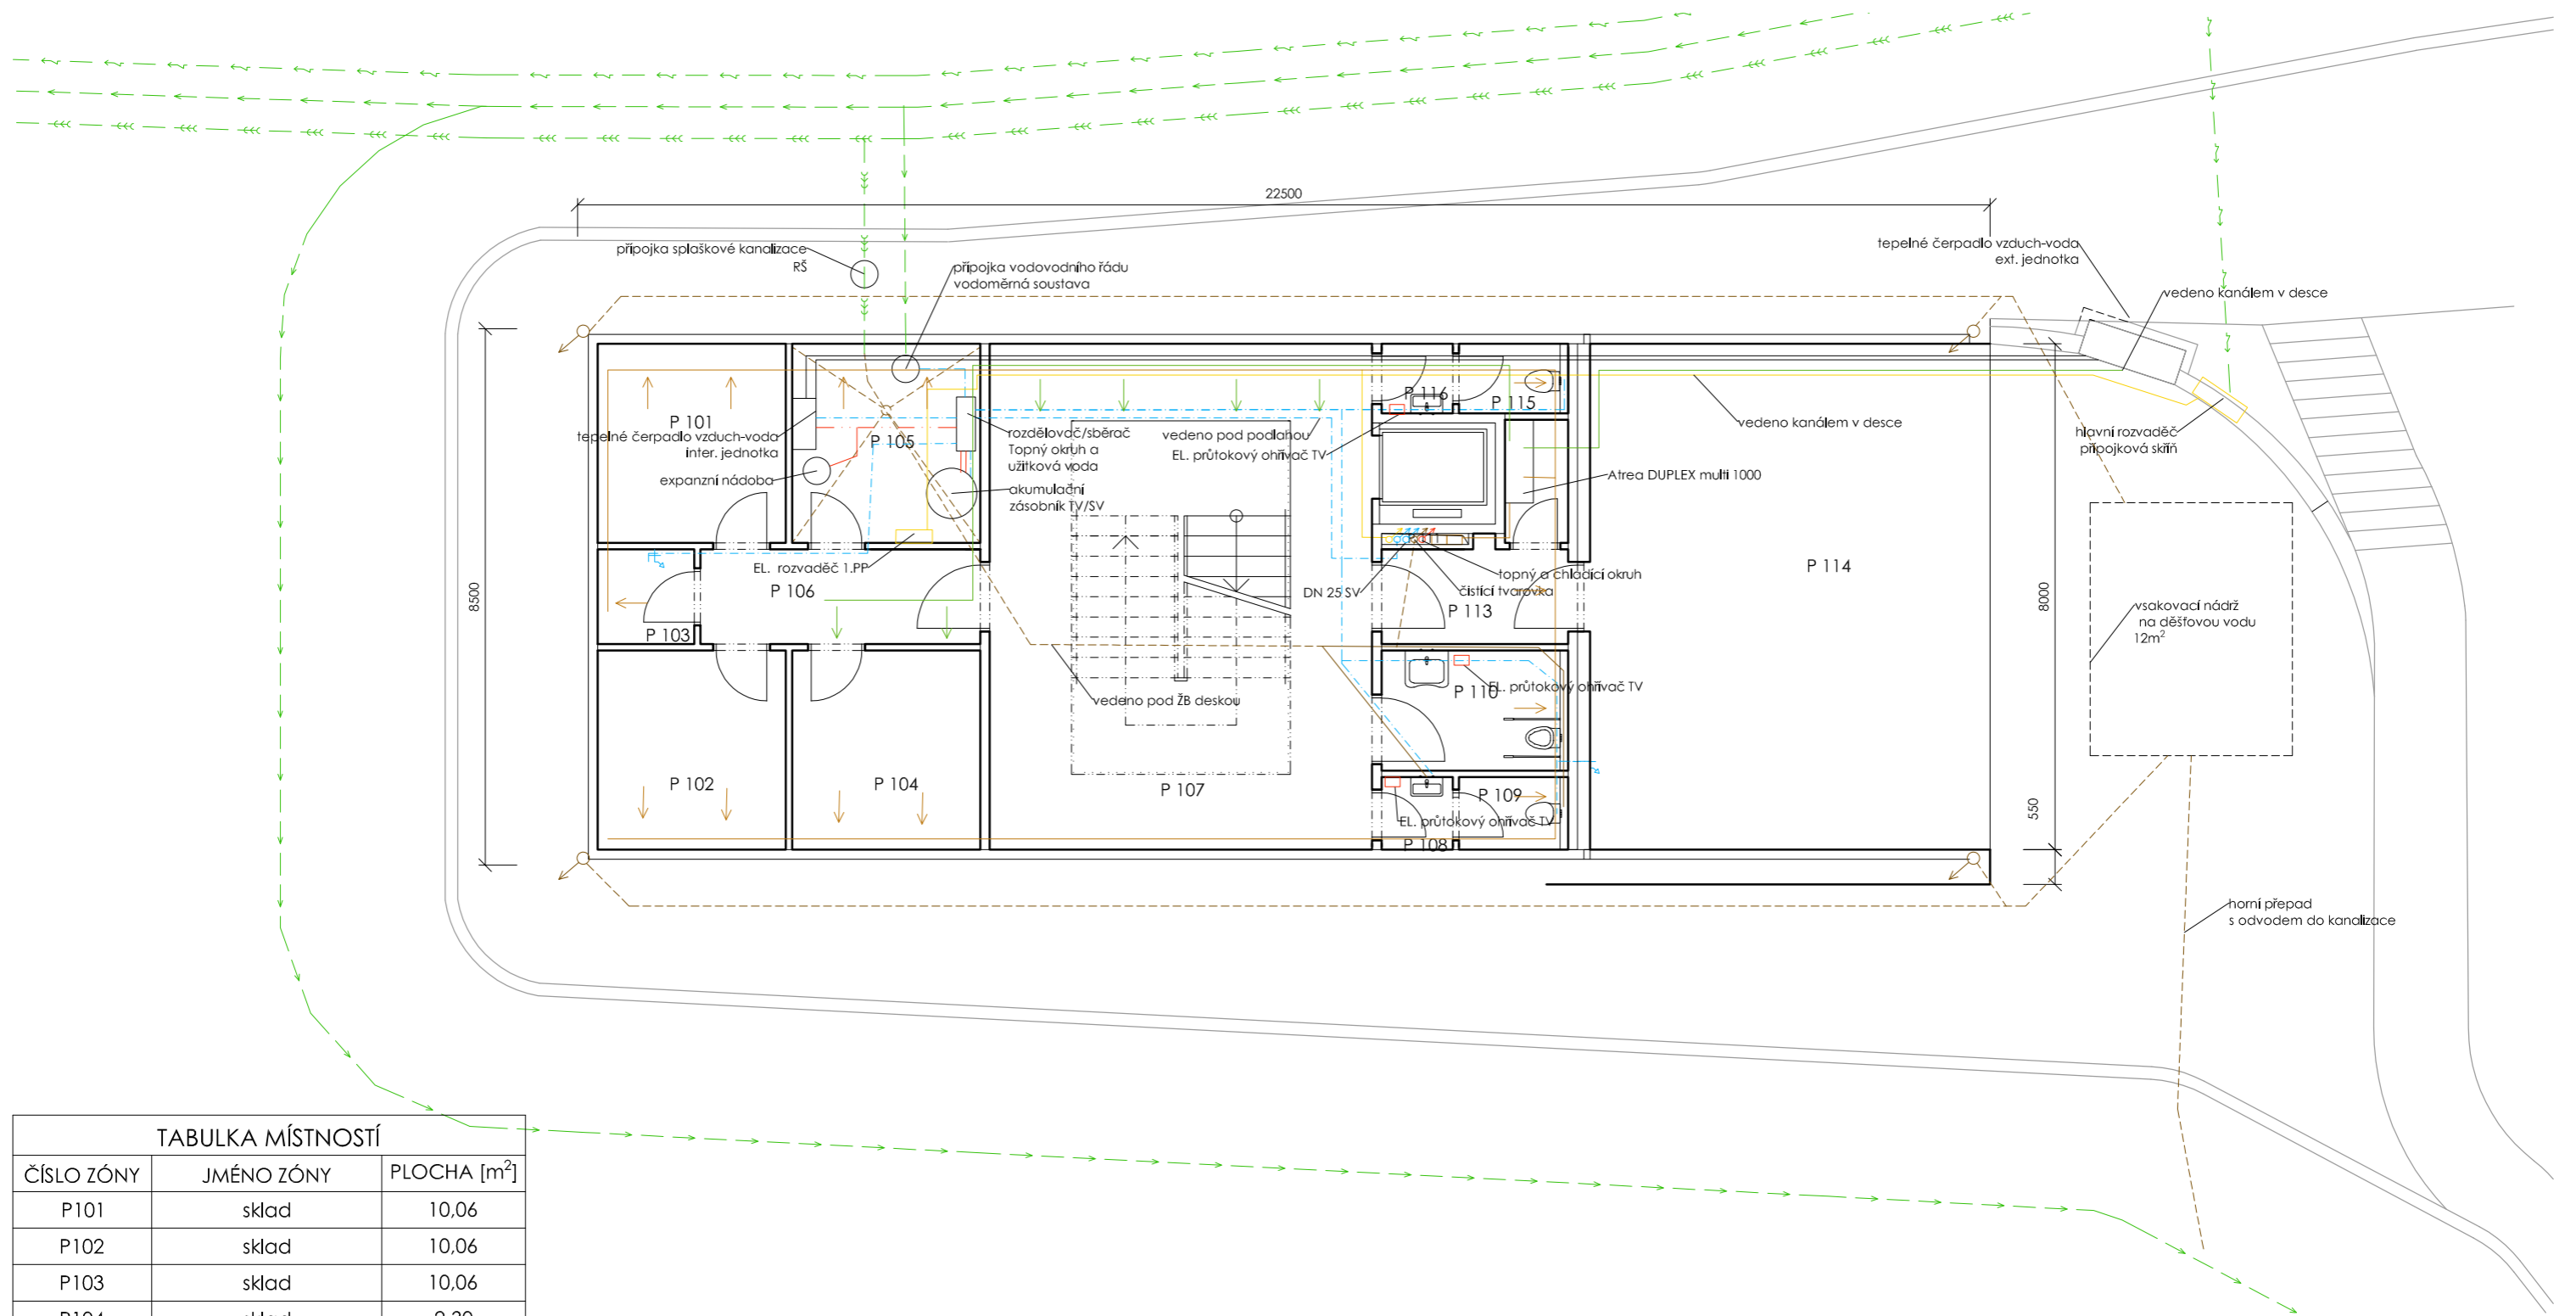 22500
přípojka splaškové kanalizace
RŠ
přípojka vodovodního řádu
vodoměrná soustava
tepelné čerpadlo vzduch-voda
ext. jednotka
vedeno kanálem v desce
P 101
tepelné čerpadlo vzduch-voda
inter. jednotka
P 105
expanzní nádoba
rozdělovač/sběrač
Topný okruh a
užitková voda
akumulační
zásobník TV/SV
vedeno pod podlahou
EL. průtokový ohřívač TV
P 116
P 115
vedeno kanálem v desce
hlavní rozvaděč
přípojková skříň
Atrea DUPLEX multi 1000
EL. rozvaděč 1.PP
P 106
P 103
8500
topný a chladící okruh
čistící tvarovka
DN 25 SV
P 113
P 114
8000
vsakovací nádrž
na děšťovou vodu
12m²
vedeno pod ŽB deskou
P 110
EL. průtokový ohřívač TV
P 102
P 104
P 107
P 109
EL. průtokový ohřívač TV
P 108
550
horní přepad
s odvodem do kanalizace
TABULKA MÍSTNOSTÍ
ČÍSLO ZÓNY JMÉNO ZÓNY PLOCHA [m²]
P101 sklad 10,06
P102 sklad 10,06
P103 sklad 10,06